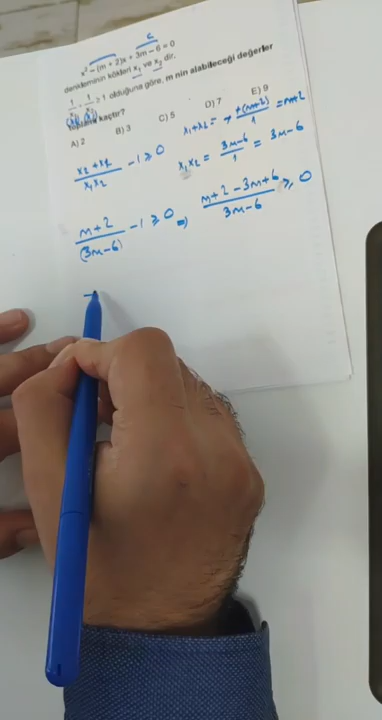 x² - (m + 2)x + 3m - 6 = 0
c
denkleminin kökleri x₁ ve x₂ dir.
1/x₁ + 1/x₂ ≥ 1 olduğuna göre, m nin alabileceği değerler
(x₂) (x₁)
toplamı kaçtır?
A) 2 B) 3 C) 5 D) 7 E) 9
x₁+x₂ = - +(m+2)/1 = m+2
x₂+x₁/x₁x₂ - 1 ≥ 0
x₁x₂ = 3m-6/1 = 3m-6
m+2/(3m-6) - 1 ≥ 0 ⇒ m+2-3m+6/3m-6 ≥ 0